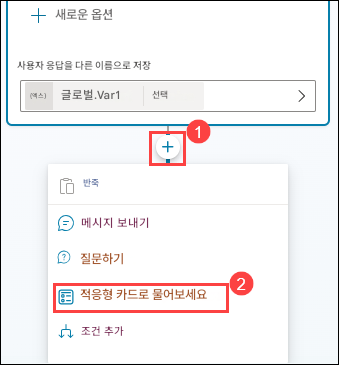 새로운 옵션
사용자 응답을 다른 이름으로 저장
(엑스) 글로벌.Var1 선택
1
반죽
메시지 보내기
질문하기
2
적응형 카드로 물어보세요
조건 추가